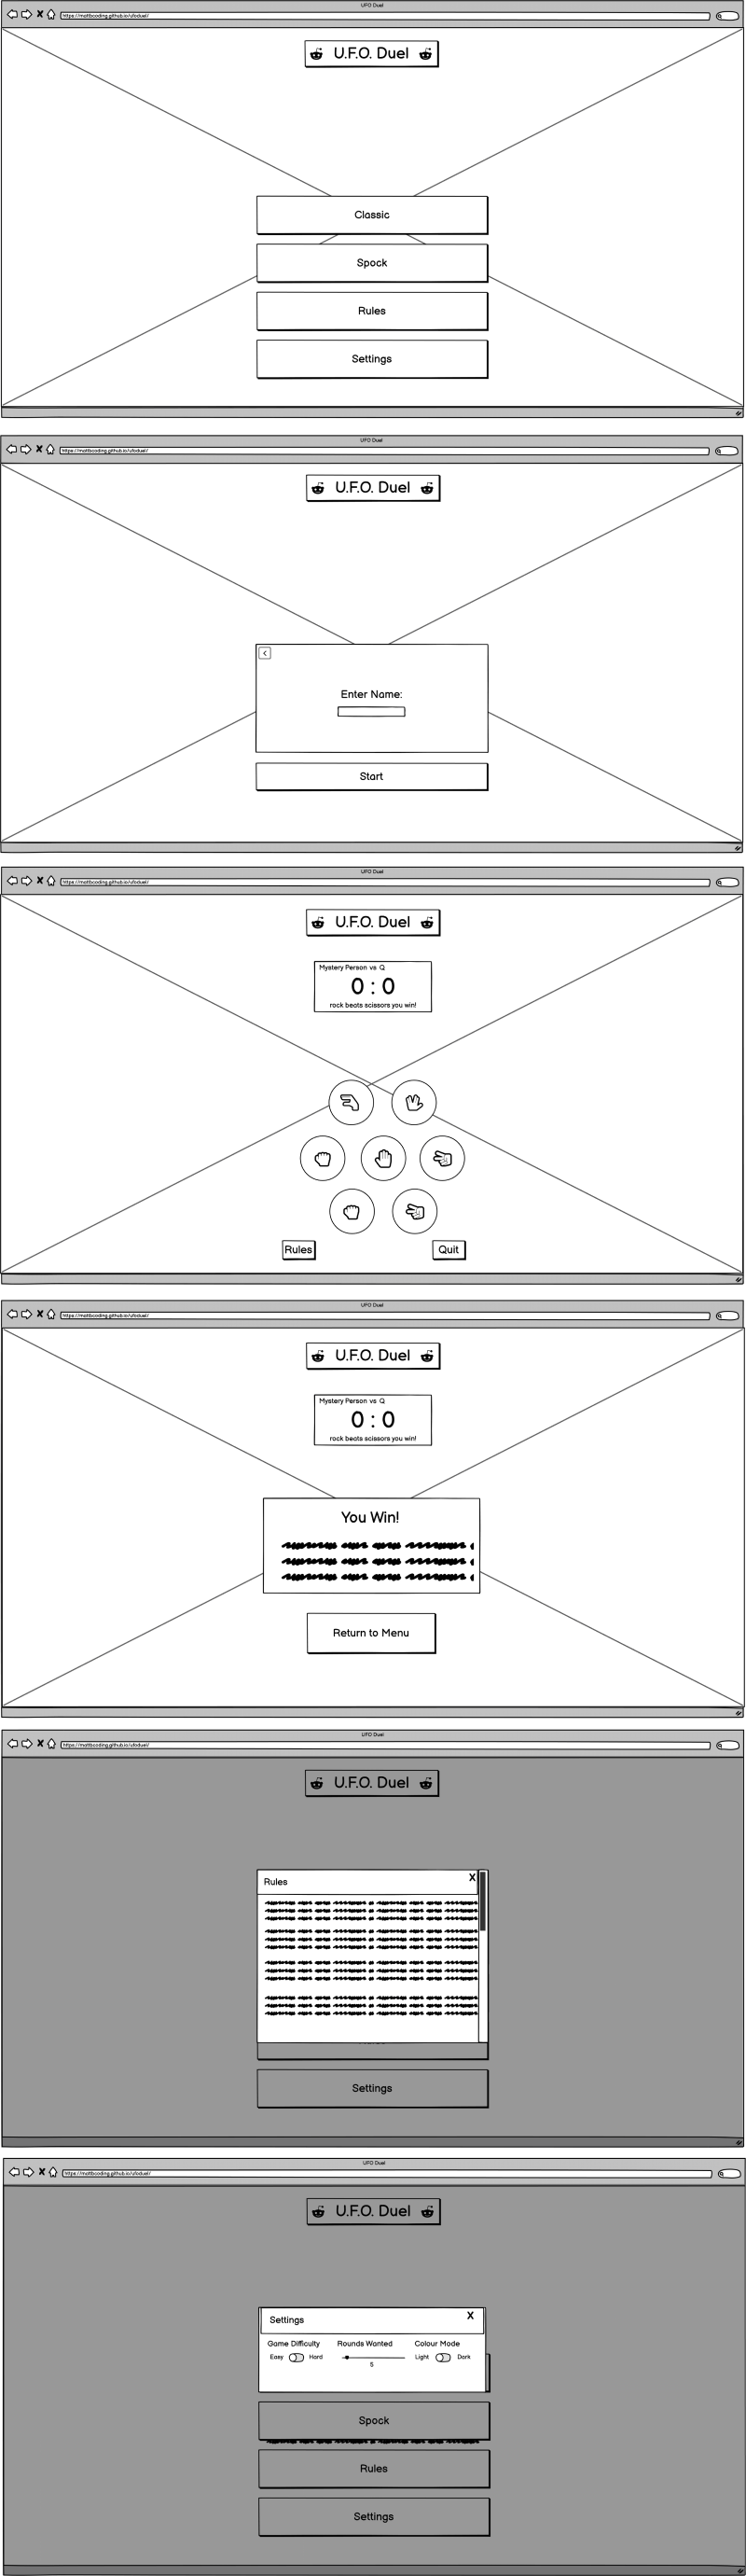 UFO Duel
https://mattbcoding.github.io/ufoduel/
U.F.O. Duel
Classic
Spock
Rules
Settings
UFO Duel
https://mattbcoding.github.io/ufoduel/
U.F.O. Duel
<
Enter Name:
Start
UFO Duel
https://mattbcoding.github.io/ufoduel/
U.F.O. Duel
Mystery Person vs Q
0 : 0
rock beats scissors you win!
Rules
Quit
UFO Duel
https://mattbcoding.github.io/ufoduel/
U.F.O. Duel
Mystery Person vs Q
0 : 0
rock beats scissors you win!
You Win!
Return to Menu
UFO Duel
https://mattbcoding.github.io/ufoduel/
U.F.O. Duel
Rules
X
Settings
UFO Duel
https://mattbcoding.github.io/ufoduel/
U.F.O. Duel
Settings
X
Game Difficulty Rounds Wanted Colour Mode
Easy Hard Light Dark
5
Spock
Rules
Settings